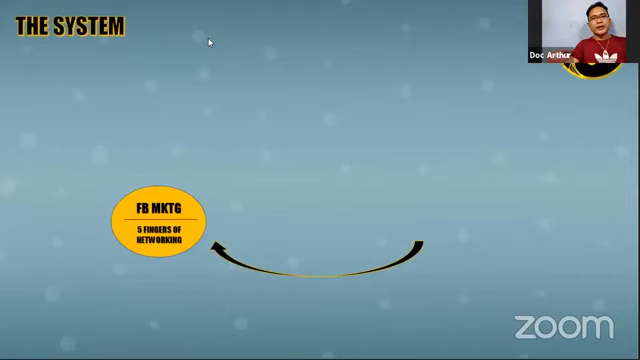 THE SYSTEM
Doc Arthur
FB MKTG
5 FINGERS OF
NETWORKING
zoom